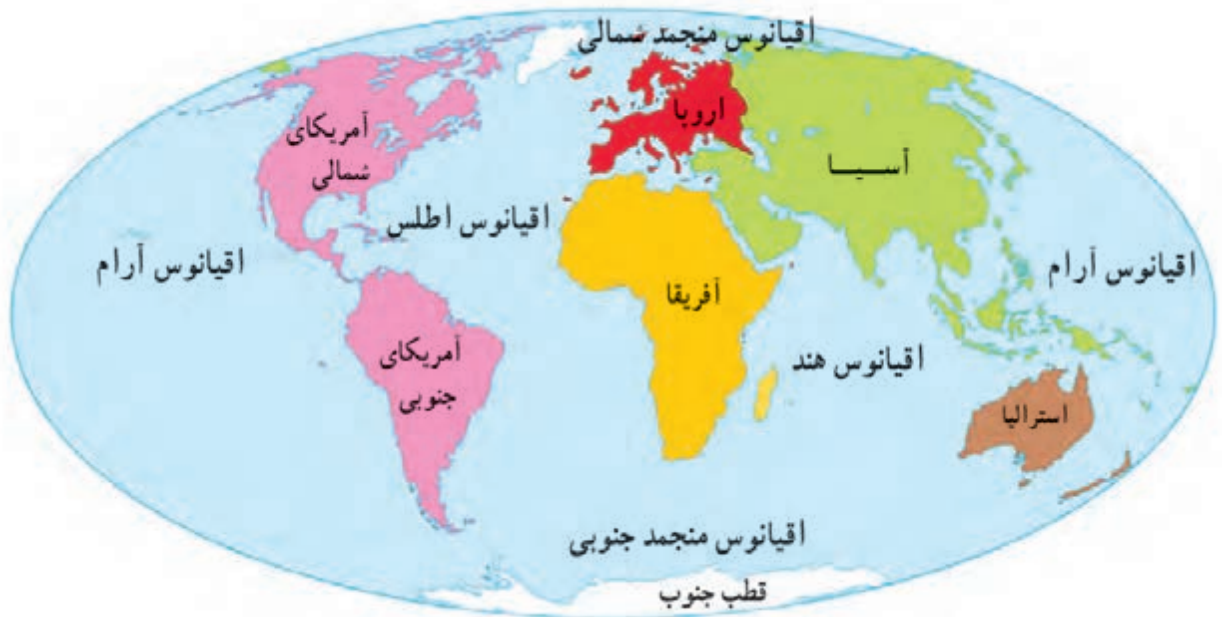 اقیانوس منجمد شمالی
اروپا
آمریکای
شمالی
آسیا
اقیانوس اطلس
اقیانوس آرام
اقیانوس آرام
آفریقا
آمریکای
جنوبی
اقیانوس هند
استرالیا
اقیانوس منجمد جنوبی
قطب جنوب